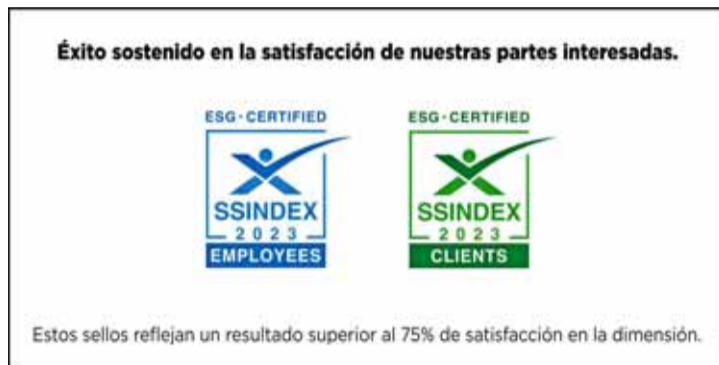 Éxito sostenido en la satisfacción de nuestras partes interesadas.
ESG·CERTIFIED
SSINDEX
2023
EMPLOYEES
ESG·CERTIFIED
SSINDEX
2023
CLIENTS
Estos sellos reflejan un resultado superior al 75% de satisfacción en la dimensión.